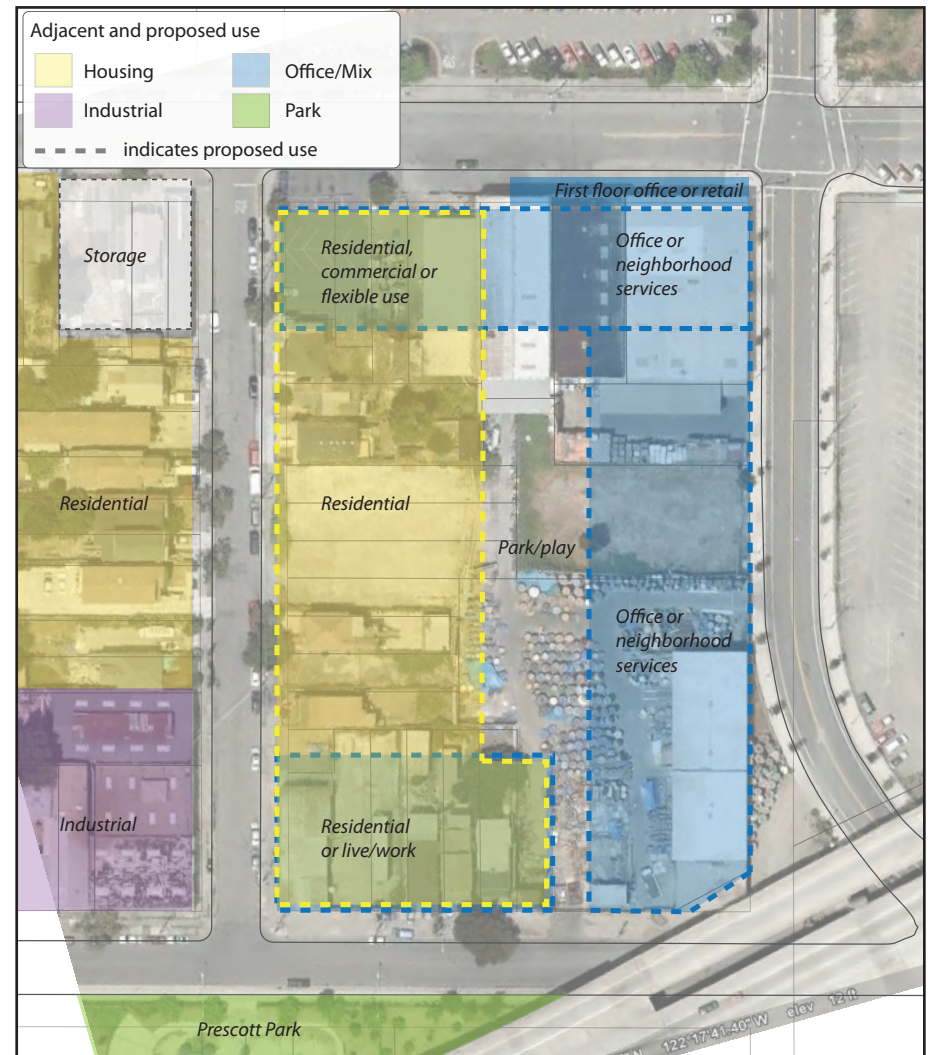 Adjacent and proposed use
Housing
Office/Mix
Industrial
Park
indicates proposed use
First floor office or retail
Storage
Residential,
commercial or
flexible use
Office or
neighborhood
services
Residential
Residential
Park/play
Office or
neighborhood
services
Industrial
Residential
or live/work
Prescott Park
122°17'41.40" W elev 12 ft